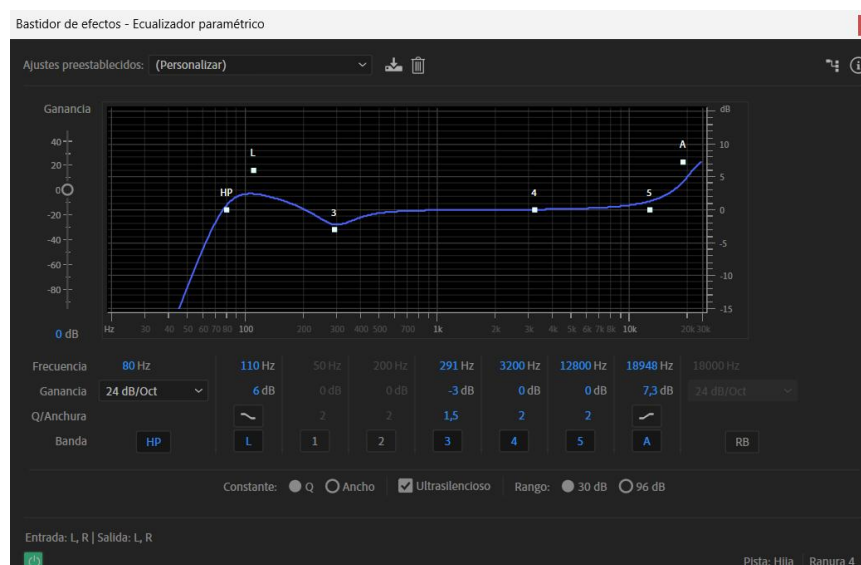 Bastidor de efectos - Ecualizador paramétrico
Ajustes preestablecidos: (Personalizar)
Ganancia
dB
40
20
0
-20
-40
-60
-80
0 dB
L
HP
3
4
5
A
10
5
0
-5
-10
-15
Hz 30 40 50 60 70 80 100 200 300 400 500 700 1k 2k 3k 4k 5k 6k 7k 8k 10k 20k 30k
Frecuencia 80 Hz 110 Hz 50 Hz 200 Hz 291 Hz 3200 Hz 12800 Hz 18948 Hz 18000 Hz
Ganancia 24 dB/Oct 6 dB 0 dB 0 dB -3 dB 0 dB 0 dB 7,3 dB 24 dB/Oct
Q/Anchura 2 2 1,5 2 2
Banda HP L 1 2 3 4 5 A RB
Constante: Q Ancho Ultrasilencioso Rango: 30 dB 96 dB
Entrada: L, R | Salida: L, R
Pista: Hija Ranura 4